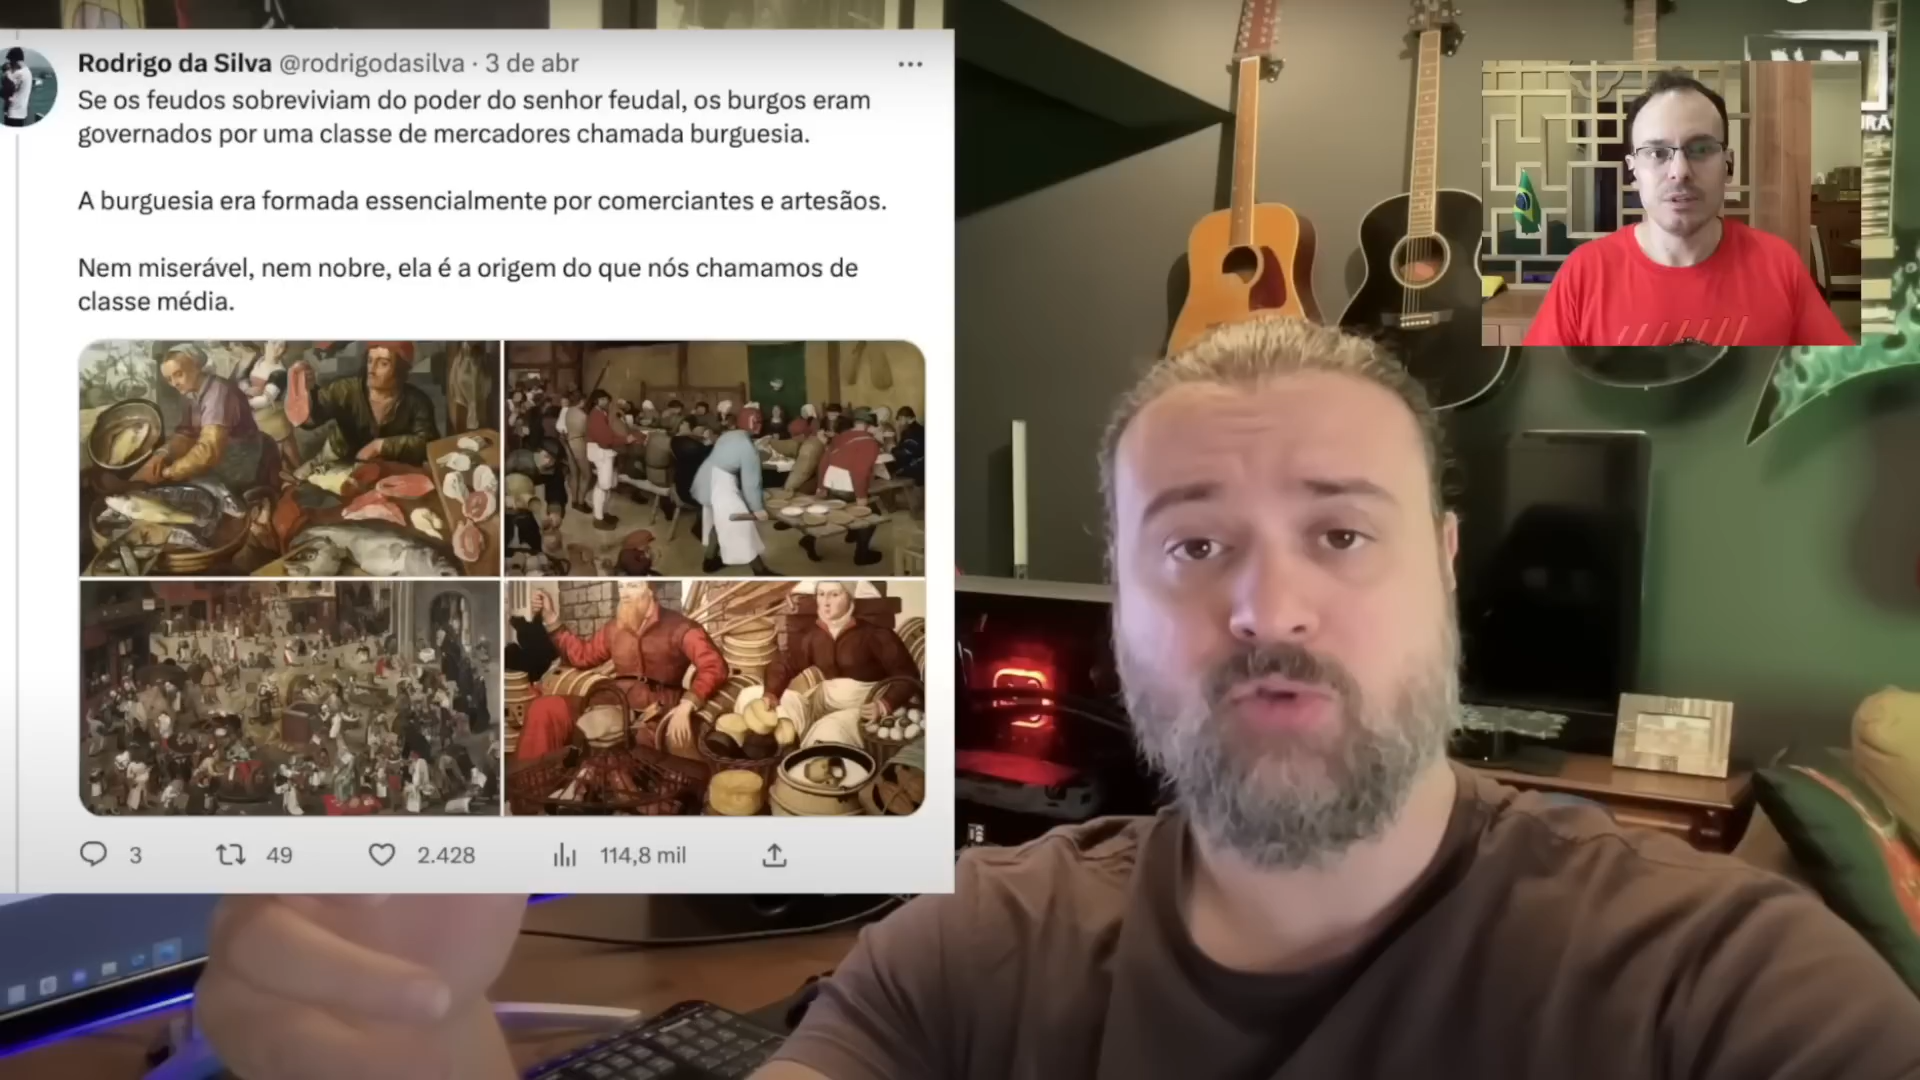 Rodrigo da Silva @rodrigodasilva · 3 de abr
Se os feudos sobreviviam do poder do senhor feudal, os burgos eram
governados por uma classe de mercadores chamada burguesia.
A burguesia era formada essencialmente por comerciantes e artesãos.
Nem miserável, nem nobre, ela é a origem do que nós chamamos de
classe média.
3 49 2.428 114,8 mil